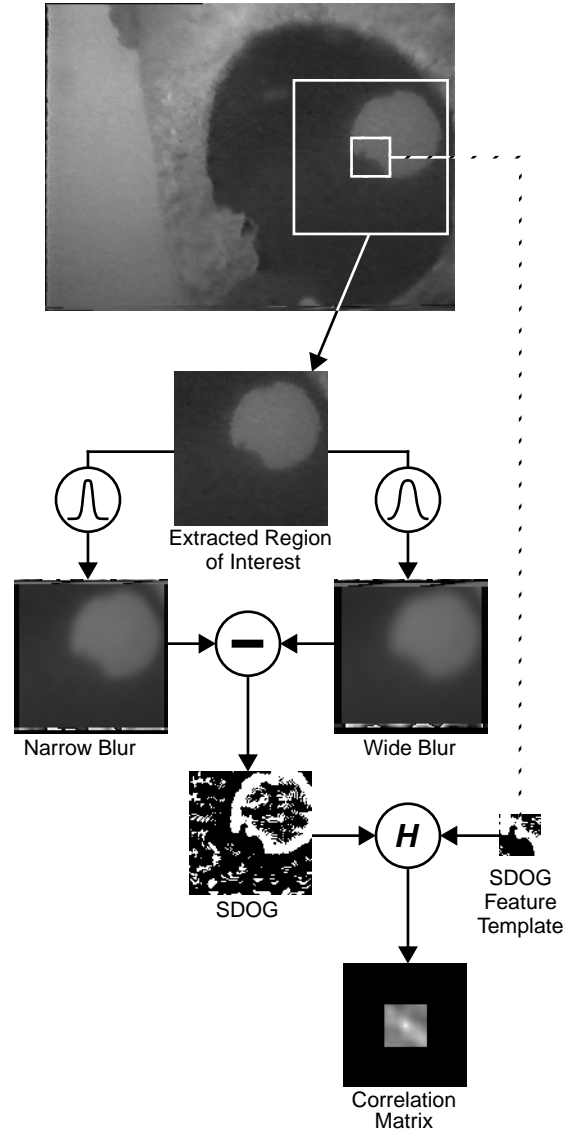 Extracted Region
of Interest
Narrow Blur
Wide Blur
SDOG
H
SDOG
Feature
Template
Correlation
Matrix